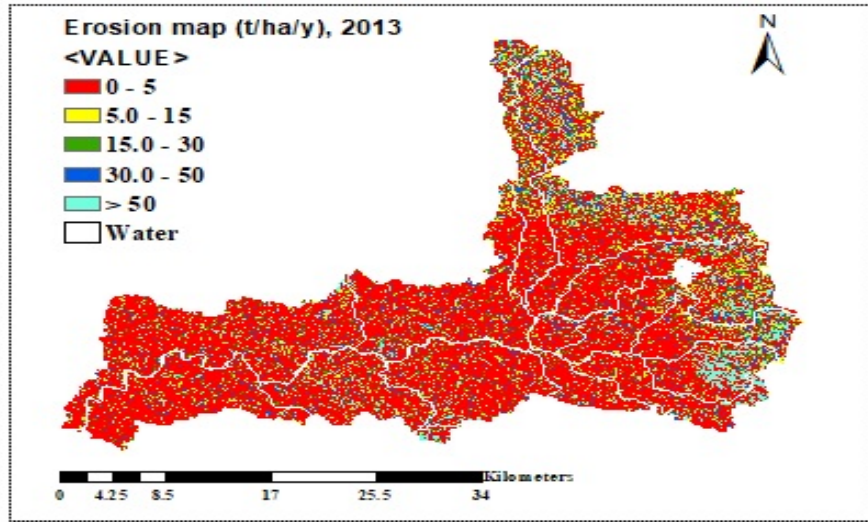 Erosion map (t/ha/y), 2013
<VALUE>
0 - 5
5.0 - 15
15.0 - 30
30.0 - 50
> 50
Water
N
Kilometers
0 4.25 8.5 17 25.5 34